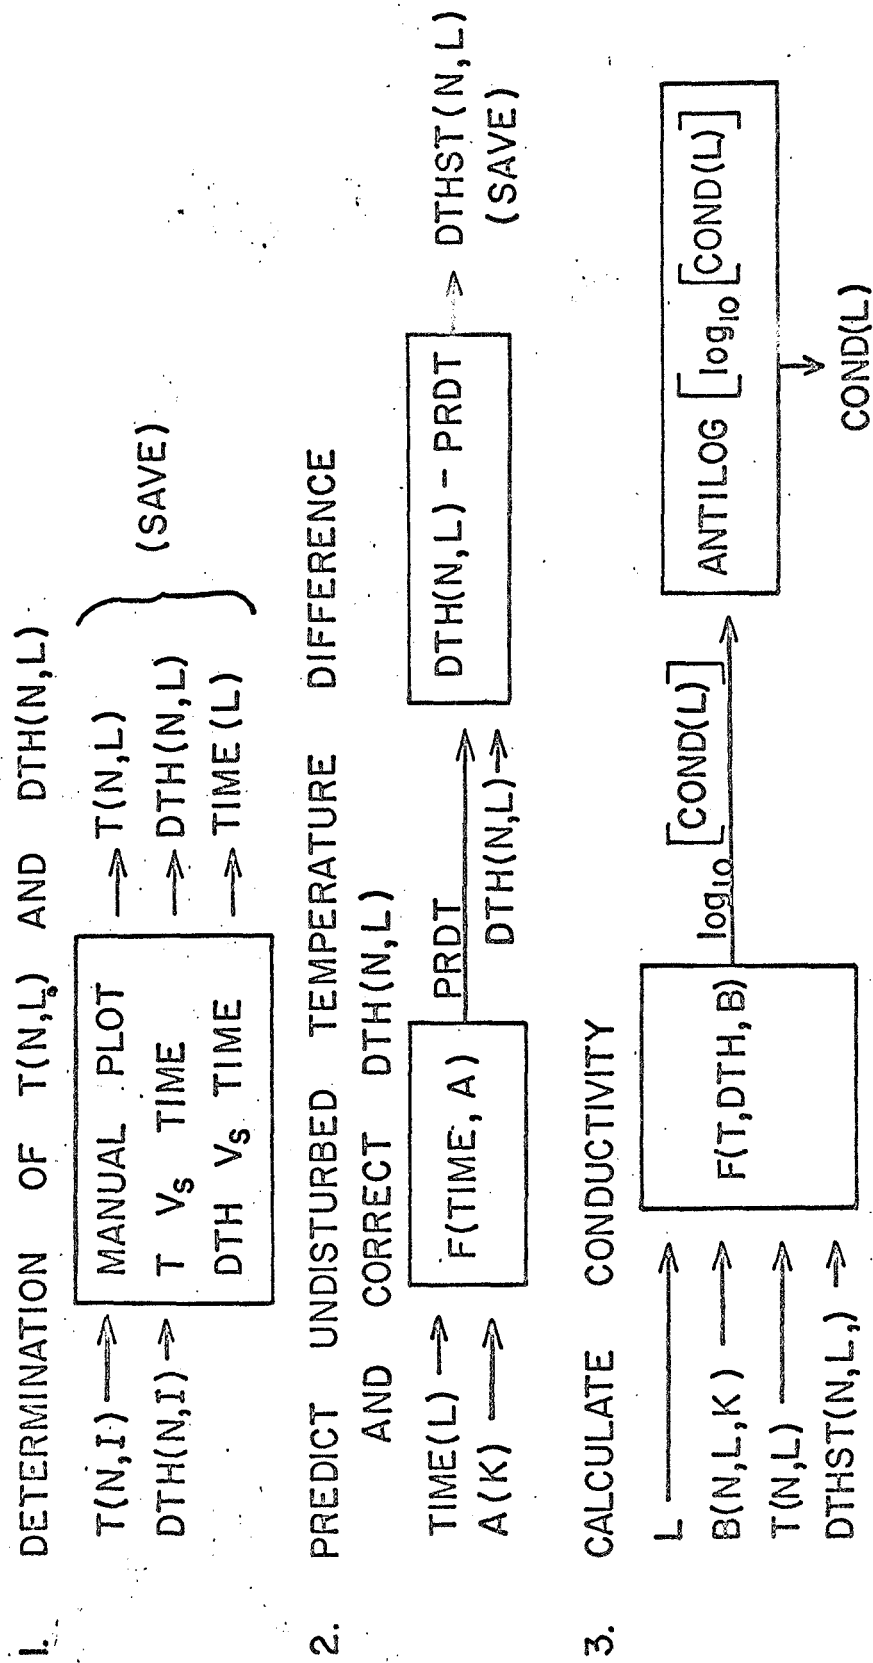 1. DETERMINATION OF T(N,L) AND DTH(N,L)
T(N,I)
DTH(N,I)
MANUAL PLOT
T Vs TIME
DTH Vs TIME
T(N,L)
DTH(N,L)
TIME(L)
(SAVE)
2. PREDICT UNDISTURBED TEMPERATURE DIFFERENCE
AND CORRECT DTH(N,L)
TIME(L)
A(K)
F(TIME, A)
PRDT
DTH(N,L)
DTH(N,L) - PRDT
DTHST(N,L)
(SAVE)
3. CALCULATE CONDUCTIVITY
L
B(N,L,K)
T(N,L)
DTHST(N,L,)
F(T,DTH,B)
log10 [COND(L)]
ANTILOG [log10 [COND(L)]]
COND(L)